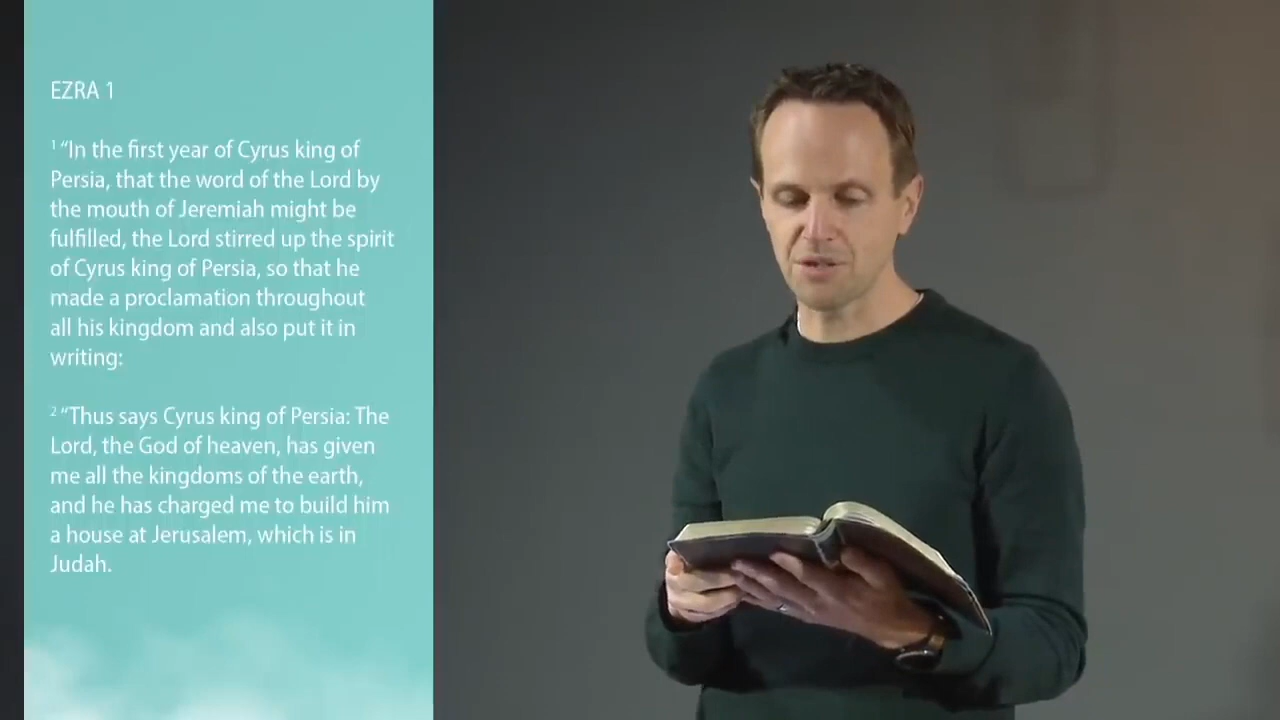 EZRA 1
1 “In the first year of Cyrus king of
Persia, that the word of the Lord by
the mouth of Jeremiah might be
fulfilled, the Lord stirred up the spirit
of Cyrus king of Persia, so that he
made a proclamation throughout
all his kingdom and also put it in
writing:
2 “Thus says Cyrus king of Persia: The
Lord, the God of heaven, has given
me all the kingdoms of the earth,
and he has charged me to build him
a house at Jerusalem, which is in
Judah.